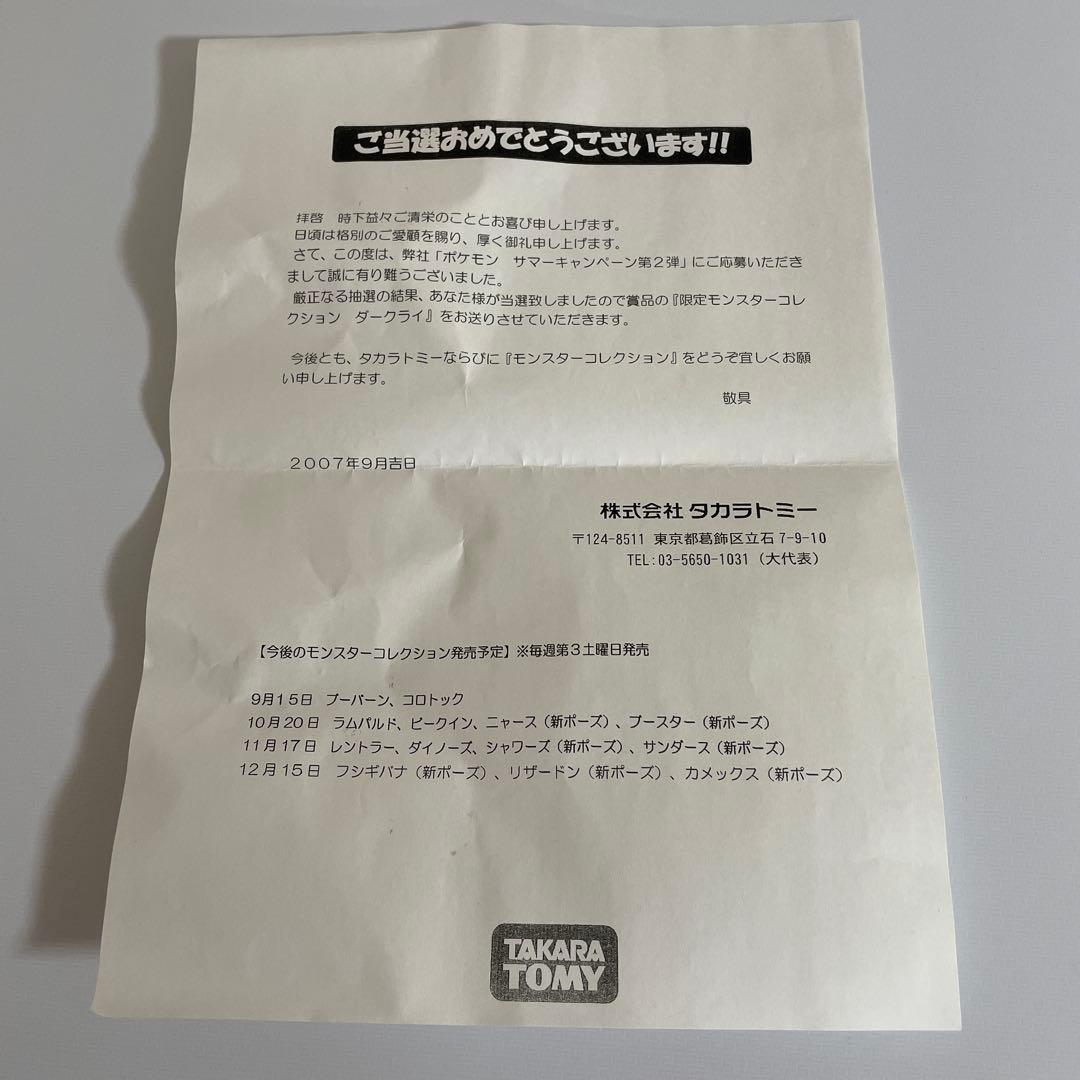 ご当選おめでとうございます!!
拝啓　時下益々ご清栄のこととお喜び申し上げます。
日頃は格別のご愛顧を賜り、厚く御礼申し上げます。
さて、この度は、弊社「ポケモン　サマーキャンペーン第2弾」にご応募いただき
まして誠に有り難うございました。
厳正なる抽選の結果、あなた様が当選致しましたので賞品の『限定モンスターコレ
クション　ダークライ』をお送りさせていただきます。
今後とも、タカラトミーならびに『モンスターコレクション』をどうぞ宜しくお願
い申し上げます。
敬具
2007年9月吉日
株式会社 タカラトミー
〒124-8511 東京都葛飾区立石7-9-10
TEL:03-5650-1031（大代表）
【今後のモンスターコレクション発売予定】※毎週第3土曜日発売
9月15日　ブーバーン、コロトック
10月20日　ラムパルド、ビークイン、ニャース（新ポーズ）、ブースター（新ポーズ）
11月17日　レントラー、ダイノーズ、シャワーズ（新ポーズ）、サンダース（新ポーズ）
12月15日　フシギバナ（新ポーズ）、リザードン（新ポーズ）、カメックス（新ポーズ）
TAKARA
TOMY